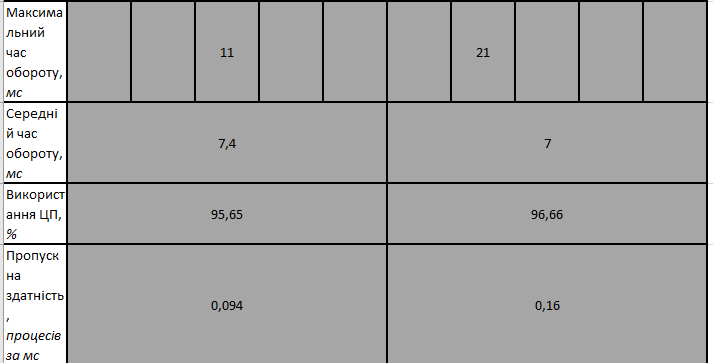 Максима
льний
час
обороту,
мс
11
21
Середні
й час
обороту,
мс
7,4
7
Використ
ання ЦП,
%
95,65
96,66
Пропуск
на
здатність
,
процесів
за мс
0,094
0,16